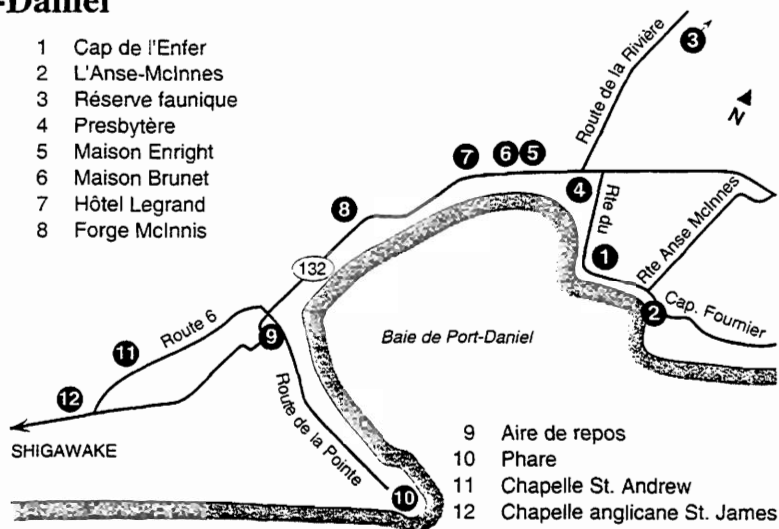 -Daniel
1 Cap de l'Enfer
2 L'Anse-McInnes
3 Réserve faunique
4 Presbytère
5 Maison Enright
6 Maison Brunet
7 Hôtel Legrand
8 Forge McInnis
Route de la Rivière
3
N
7
6
5
4
Rte du
Rte Anse McInnes
8
1
132
Cap. Fournier
2
Route 6
9
Baie de Port-Daniel
11
12
Route de la Pointe
SHIGAWAKE
10
9 Aire de repos
10 Phare
11 Chapelle St. Andrew
12 Chapelle anglicane St. James